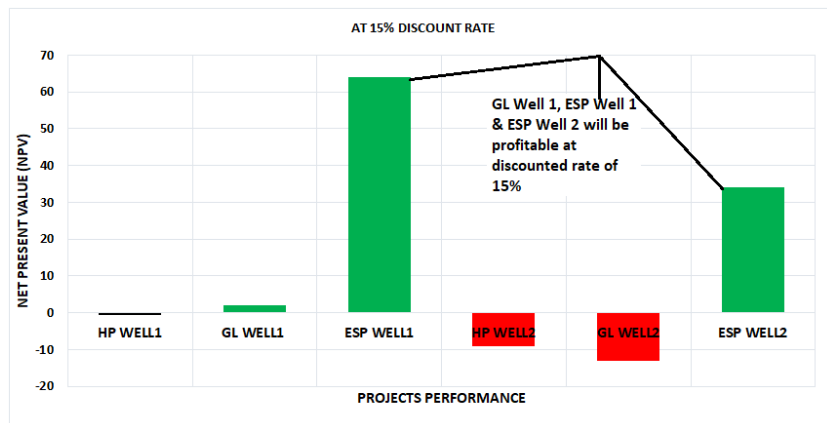 AT 15% DISCOUNT RATE
NET PRESENT VALUE (NPV)
70
60
50
40
30
20
10
0
-10
-20
GL Well 1, ESP Well 1
& ESP Well 2 will be
profitable at
discounted rate of
15%
HP WELL1 GL WELL1 ESP WELL1 HP WELL2 GL WELL2 ESP WELL2
PROJECTS PERFORMANCE